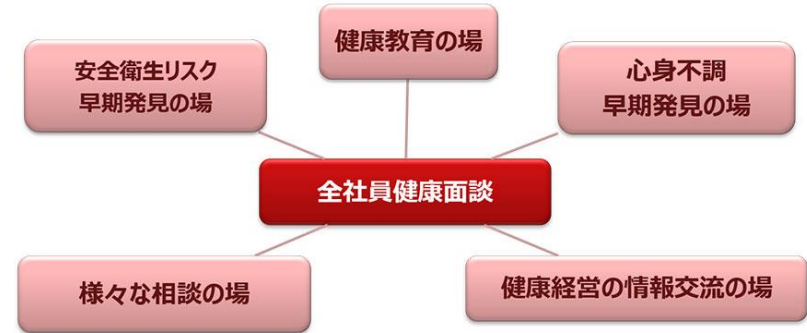 健康教育の場
安全衛生リスク
早期発見の場
心身不調
早期発見の場
全社員健康面談
様々な相談の場
健康経営の情報交流の場